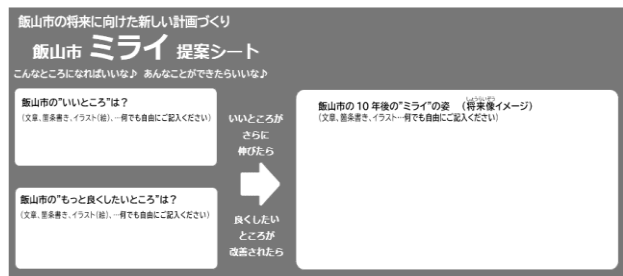 飯山市の将来に向けた新しい計画づくり
飯山市 ミライ 提案シート
こんなところになればいいな♪ あんなことができたらいいな♪
飯山市の"いいところ"は?
(文章、箇条書き、イラスト(絵)、…何でも自由にご記入ください)
飯山市の"もっと良くしたいところ"は?
(文章、箇条書き、イラスト(絵)、…何でも自由にご記入ください)
いいところが
さらに
伸びたら
良くしたい
ところが
改善されたら
しょうらいぞう
飯山市の10年後の"ミライ"の姿 (将来像イメージ)
(文章、箇条書き、イラスト…何でも自由にご記入ください)